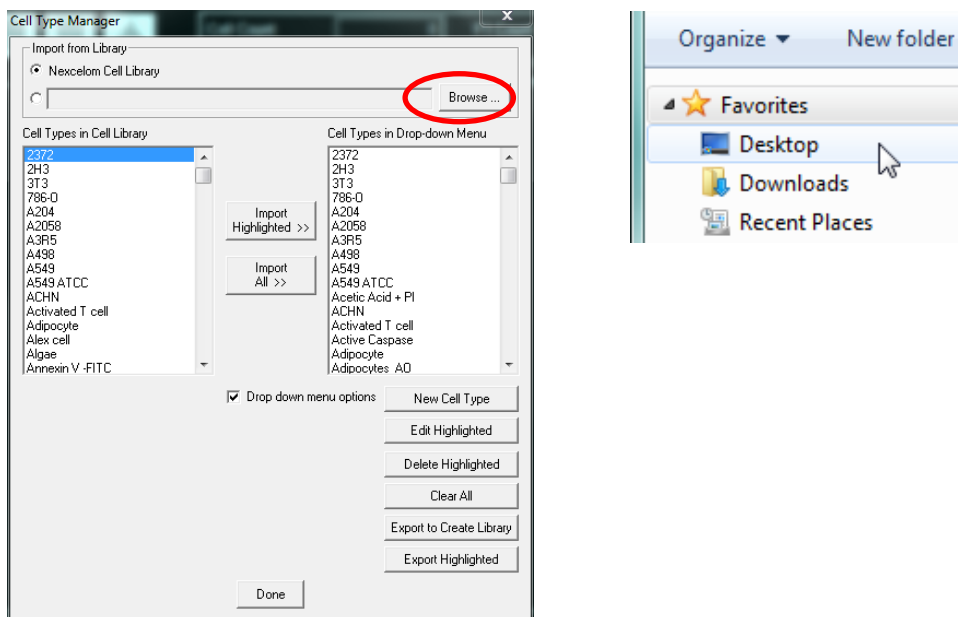 Cell Type Manager
x
Import from Library
Nexcelom Cell Library
Browse ...
Cell Types in Cell Library
2372
2H3
3T3
786-O
A204
A2058
A3R5
A498
A549
A549 ATCC
ACHN
Activated T cell
Adipocyte
Alex cell
Algae
Annexin V -FITC
Import
Highlighted >>
Import
All >>
Cell Types in Drop-down Menu
2372
2H3
3T3
786-O
A204
A2058
A3R5
A498
A549
A549 ATCC
Acetic Acid + PI
ACHN
Activated T cell
Active Caspase
Adipocyte
Adipocytes AO
Drop down menu options
New Cell Type
Edit Highlighted
Delete Highlighted
Clear All
Export to Create Library
Export Highlighted
Done
Organize
New folder
Favorites
Desktop
Downloads
Recent Places